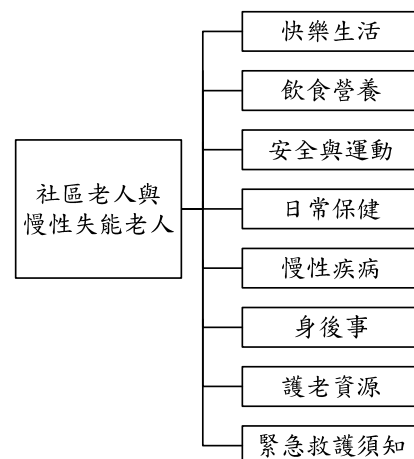 社區老人與
慢性失能老人
快樂生活
飲食營養
安全與運動
日常保健
慢性疾病
身後事
護老資源
緊急救護須知